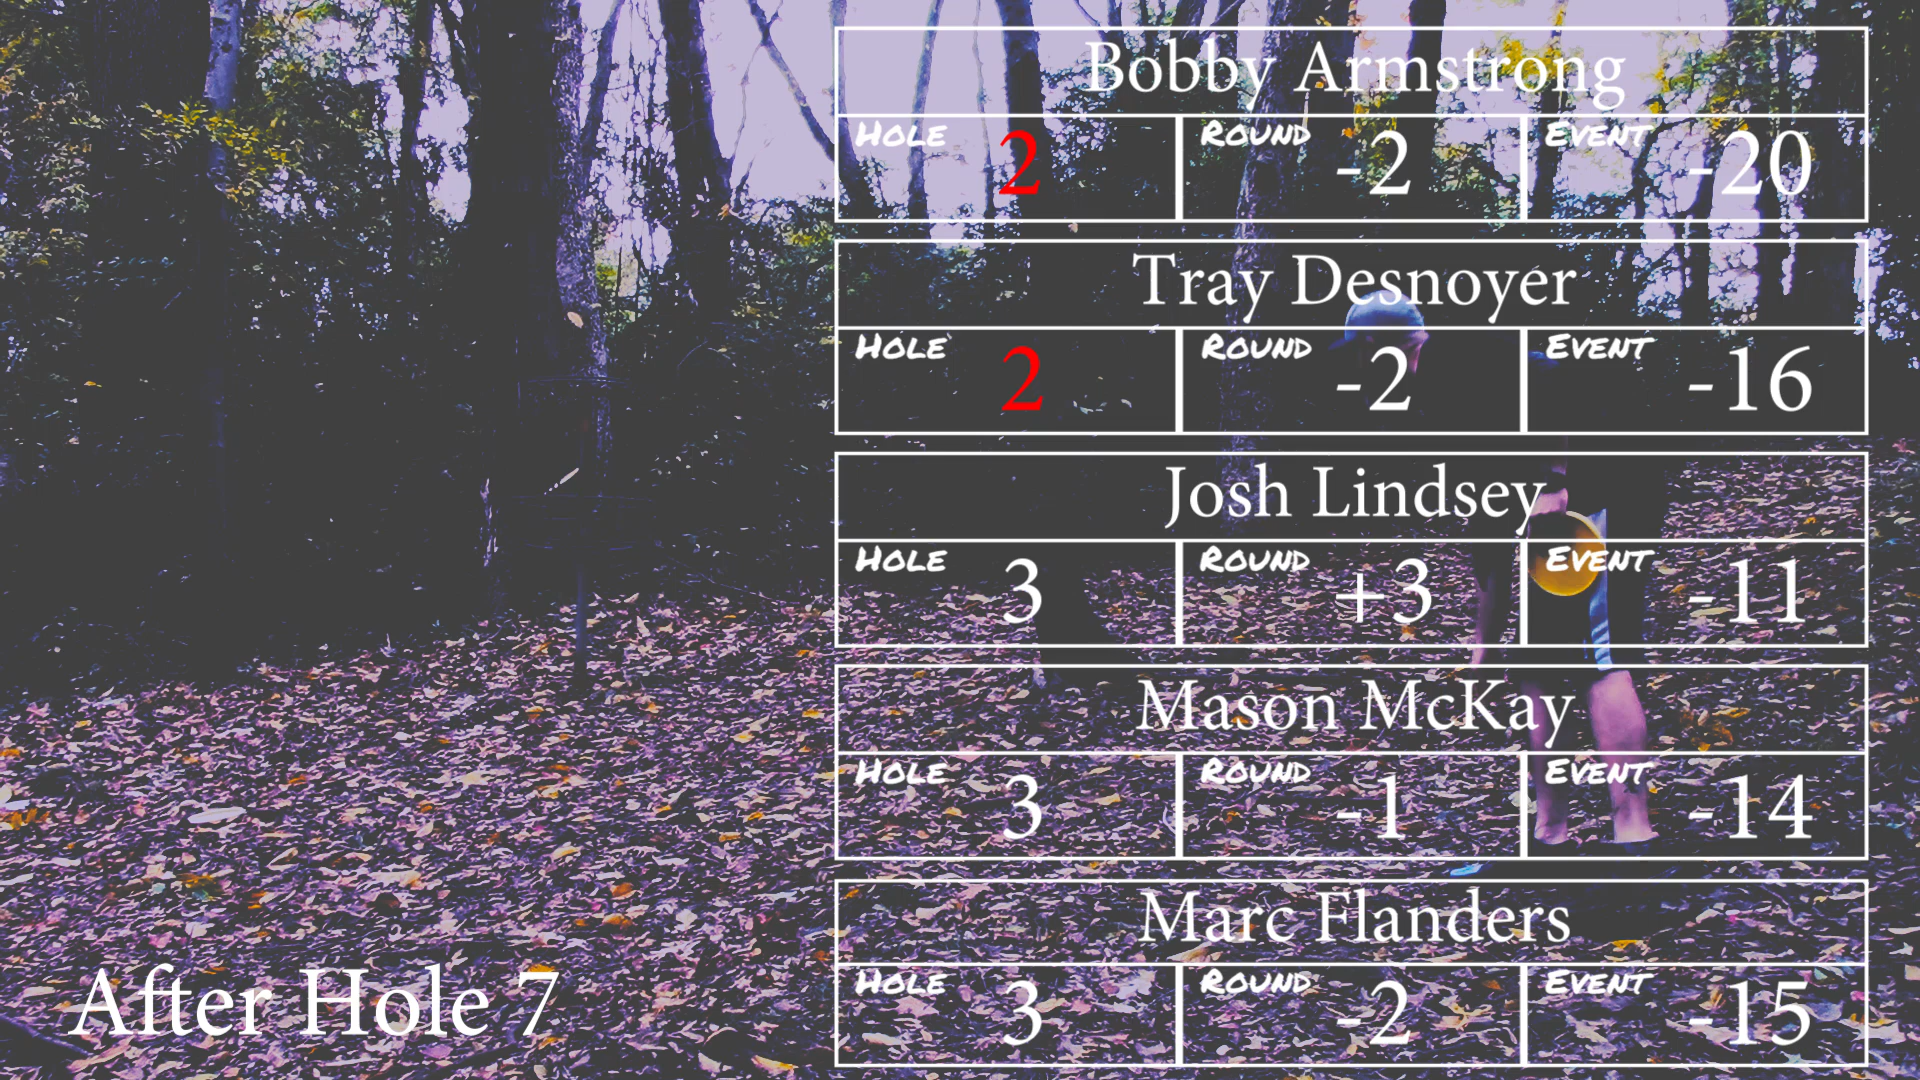 Bobby Armstrong
Hole 2 Round -2 Event -20
Tray Desnoyer
Hole 2 Round -2 Event -16
Josh Lindsey
Hole 3 Round +3 Event -11
Mason McKay
Hole 3 Round -1 Event -14
Marc Flanders
Hole 3 Round -2 Event -15
After Hole 7